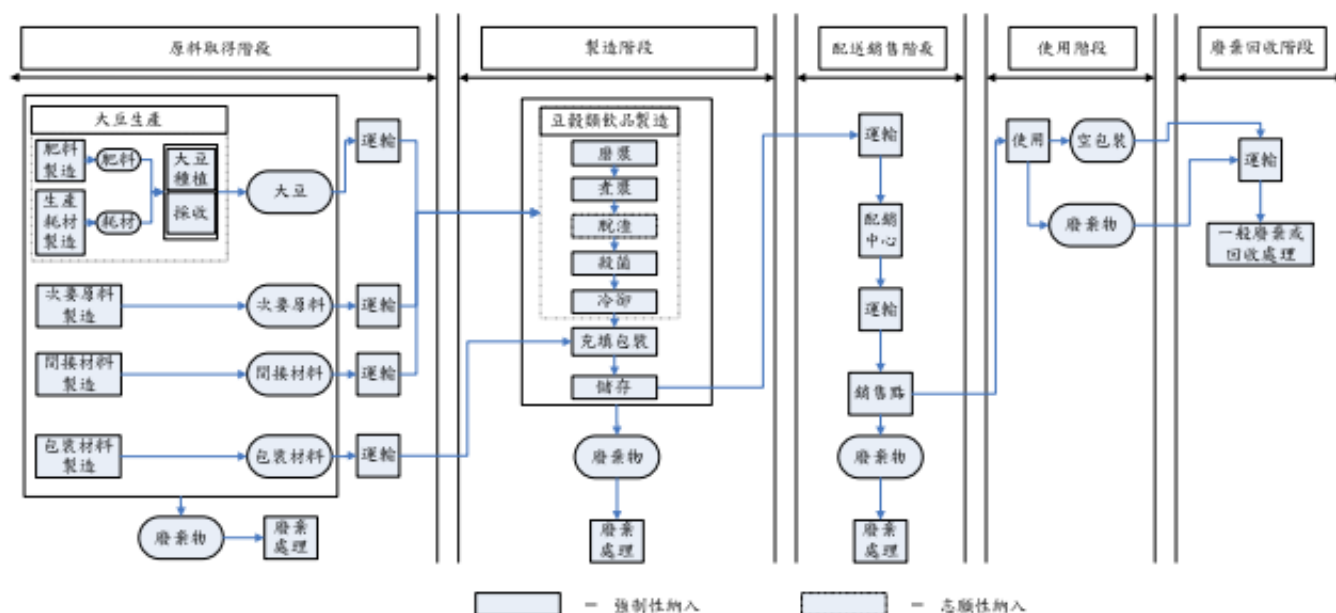 原料取得階段
製造階段
配送銷售階段
使用階段
廢棄回收階段
大豆生產
肥料
製造
肥料
大豆
種植
採收
生產
耗材
製造
耗材
大豆
運輸
次要原料
製造
次要原料
運輸
間接材料
製造
間接材料
運輸
包裝材料
製造
包裝材料
運輸
廢棄物
廢棄
處理
豆穀類飲品製造
磨漿
煮漿
脫渣
殺菌
冷卻
充填包裝
儲存
廢棄物
廢棄
處理
運輸
配銷
中心
運輸
銷售點
廢棄物
廢棄
處理
使用
空包裝
廢棄物
運輸
一般廢棄或
回收處理
— 強制性納入
— 志願性納入